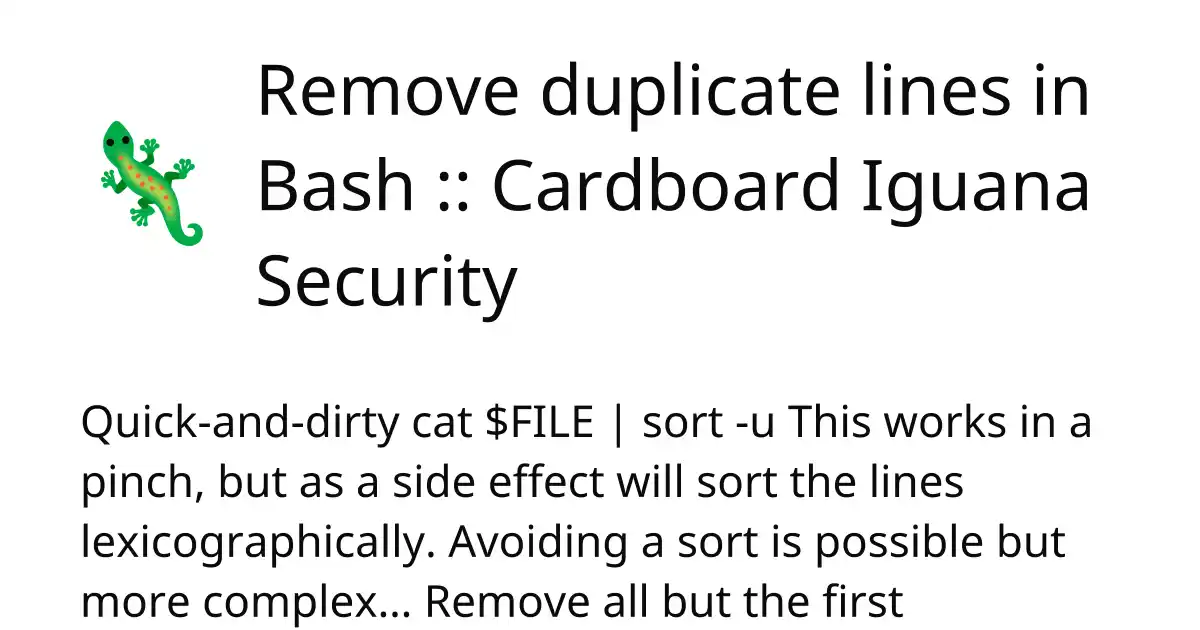 Remove duplicate lines in
Bash :: Cardboard Iguana
Security
Quick-and-dirty cat $FILE | sort -u This works in a
pinch, but as a side effect will sort the lines
lexicographically. Avoiding a sort is possible but
more complex… Remove all but the first